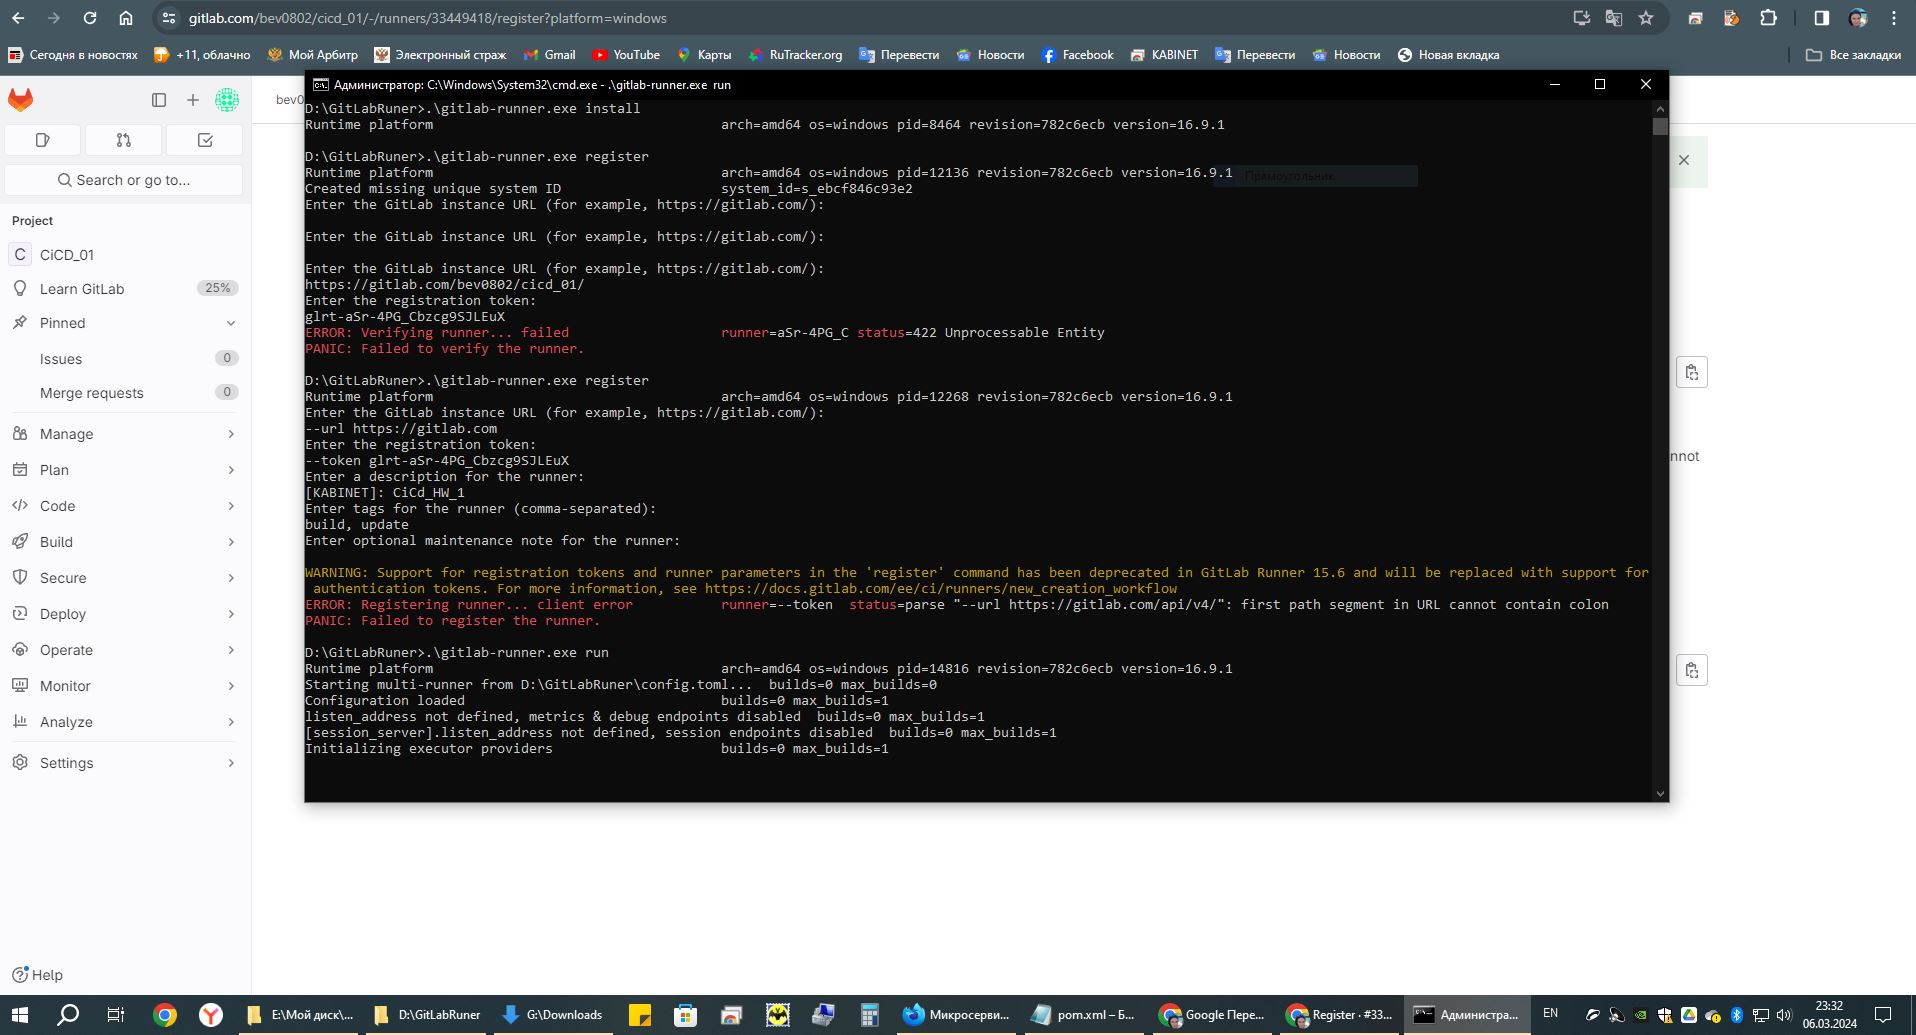 gitlab.com/bev0802/cicd_01/-/runners/33449418/register?platform=windows
Сегодня в новостях
+11, облачно
Мой Арбитр
Электронный страж
Gmail
YouTube
Карты
RuTracker.org
Перевести
Новости
Facebook
KABINET
Перевести
Новости
Новая вкладка
Все закладки
Администратор: C:\Windows\System32\cmd.exe - .\gitlab-runner.exe run
bev0
Search or go to...
Project
C CiCD_01
Learn GitLab 25%
Pinned
Issues 0
Merge requests 0
Manage
Plan
Code
Build
Secure
Deploy
Operate
Monitor
Analyze
Settings
Help
D:\GitLabRuner>.\gitlab-runner.exe install
Runtime platform arch=amd64 os=windows pid=8464 revision=782c6ecb version=16.9.1
D:\GitLabRuner>.\gitlab-runner.exe register
Runtime platform arch=amd64 os=windows pid=12136 revision=782c6ecb version=16.9.1
Прямоугольник
Created missing unique system ID system_id=s_ebcf846c93e2
Enter the GitLab instance URL (for example, https://gitlab.com/):
Enter the GitLab instance URL (for example, https://gitlab.com/):
Enter the GitLab instance URL (for example, https://gitlab.com/):
https://gitlab.com/bev0802/cicd_01/
Enter the registration token:
glrt-aSr-4PG_Cbzcg9SJLEuX
ERROR: Verifying runner... failed runner=aSr-4PG_C status=422 Unprocessable Entity
PANIC: Failed to verify the runner.
D:\GitLabRuner>.\gitlab-runner.exe register
Runtime platform arch=amd64 os=windows pid=12268 revision=782c6ecb version=16.9.1
Enter the GitLab instance URL (for example, https://gitlab.com/):
--url https://gitlab.com
Enter the registration token:
--token glrt-aSr-4PG_Cbzcg9SJLEuX
Enter a description for the runner:
[KABINET]: CiCd_HW_1
Enter tags for the runner (comma-separated):
build, update
Enter optional maintenance note for the runner:
WARNING: Support for registration tokens and runner parameters in the 'register' command has been deprecated in GitLab Runner 15.6 and will be replaced with support for
authentication tokens. For more information, see https://docs.gitlab.com/ee/ci/runners/new_creation_workflow
ERROR: Registering runner... client error runner=--token status=parse "--url https://gitlab.com/api/v4/": first path segment in URL cannot contain colon
PANIC: Failed to register the runner.
D:\GitLabRuner>.\gitlab-runner.exe run
Runtime platform arch=amd64 os=windows pid=14816 revision=782c6ecb version=16.9.1
Starting multi-runner from D:\GitLabRuner\config.toml... builds=0 max_builds=0
Configuration loaded builds=0 max_builds=1
listen_address not defined, metrics & debug endpoints disabled builds=0 max_builds=1
[session_server].listen_address not defined, session endpoints disabled builds=0 max_builds=1
Initializing executor providers builds=0 max_builds=1
nnot
E:\Мой диск\...
D:\GitLabRuner
G:\Downloads
Микросерви...
pom.xml – Б...
Google Пере...
Register · #33...
Администра...
EN
23:32
06.03.2024